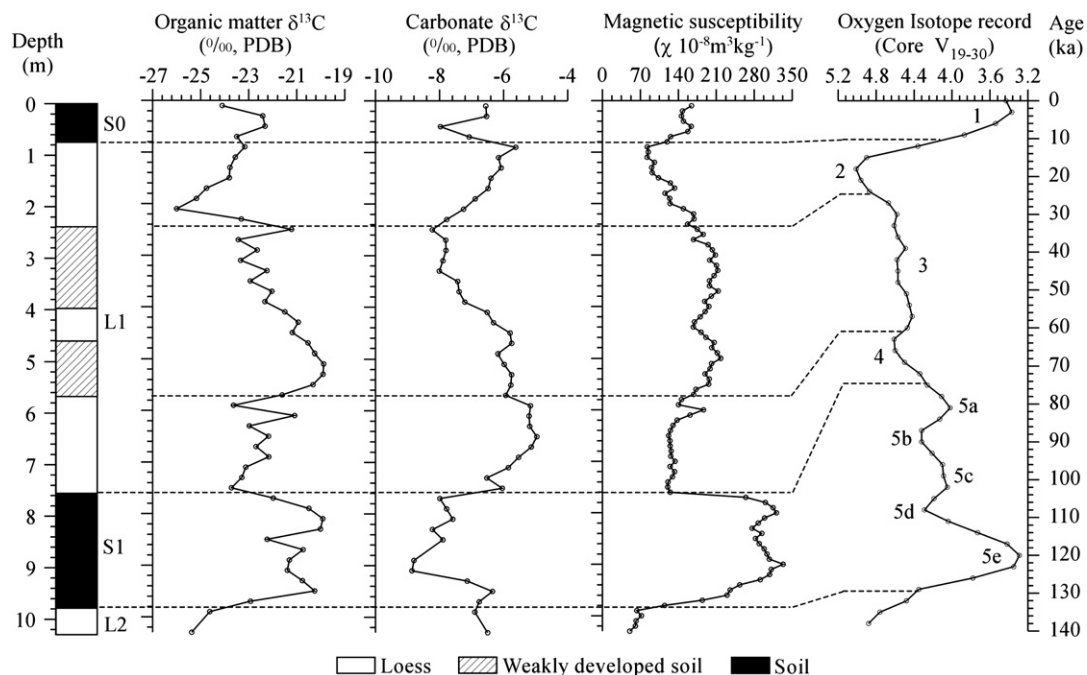 Depth
(m)
Organic matter δ¹³C
(⁰/₀₀, PDB)
Carbonate δ¹³C
(⁰/₀₀, PDB)
Magnetic susceptibility
(χ 10⁻⁸m³kg⁻¹)
Oxygen Isotope record
(Core V₁₉₋₃₀)
Age
(ka)
-27 -25 -23 -21 -19
-10 -8 -6 -4
0 70 140 210 280 350
5.2 4.8 4.4 4.0 3.6 3.2
0
1
2
3
4
5
6
7
8
9
10
S0
L1
S1
L2
1
2
3
4
5a
5b
5c
5d
5e
0
10
20
30
40
50
60
70
80
90
100
110
120
130
140
Loess Weakly developed soil Soil